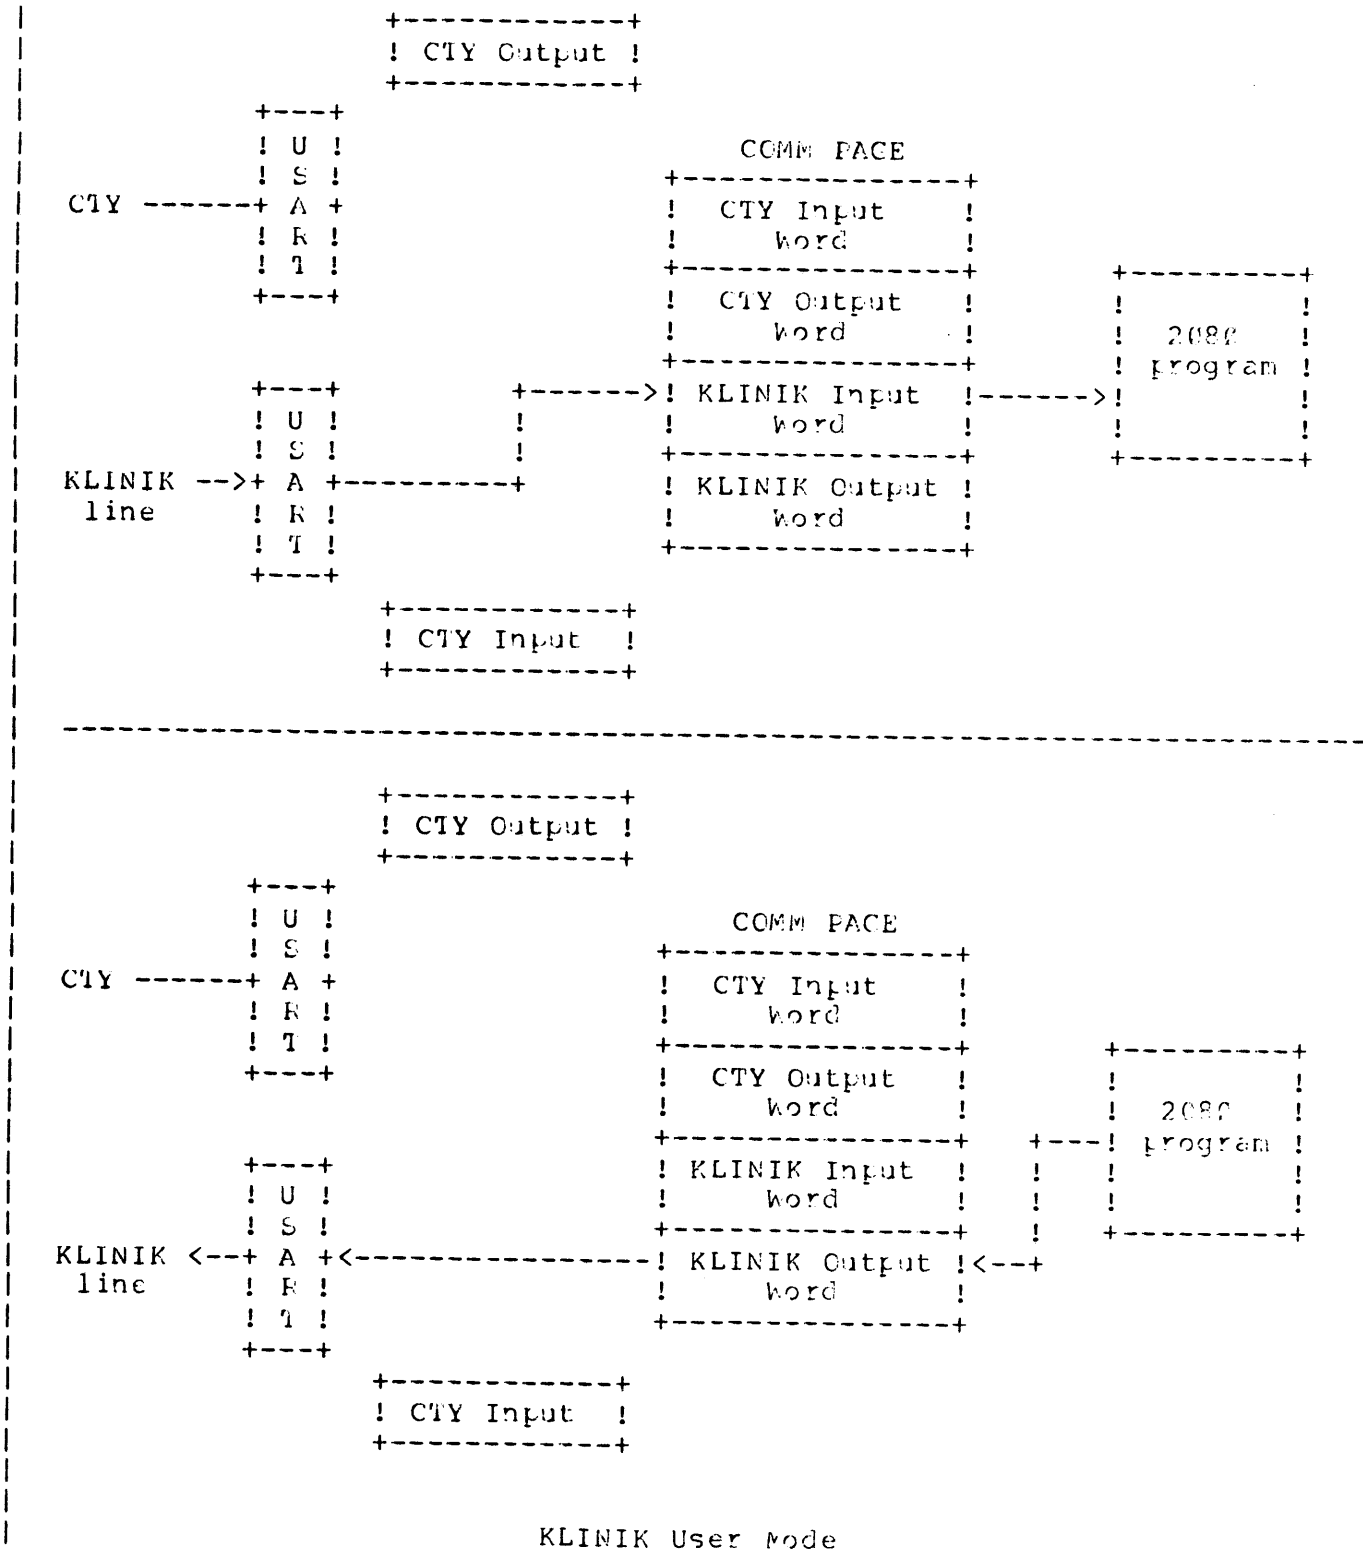 CTY Output
U
S
CTY A
R
T
COMM PAGE
CTY Input
Word
CTY Output
Word
KLINIK Input
Word
KLINIK Output
Word
2080
program
U
S
KLINIK A
line R
T
CTY Input
CTY Output
U
S
CTY A
R
T
COMM PAGE
CTY Input
Word
CTY Output
Word
KLINIK Input
Word
KLINIK Output
Word
2080
program
U
S
KLINIK A
line R
T
CTY Input
KLINIK User Mode